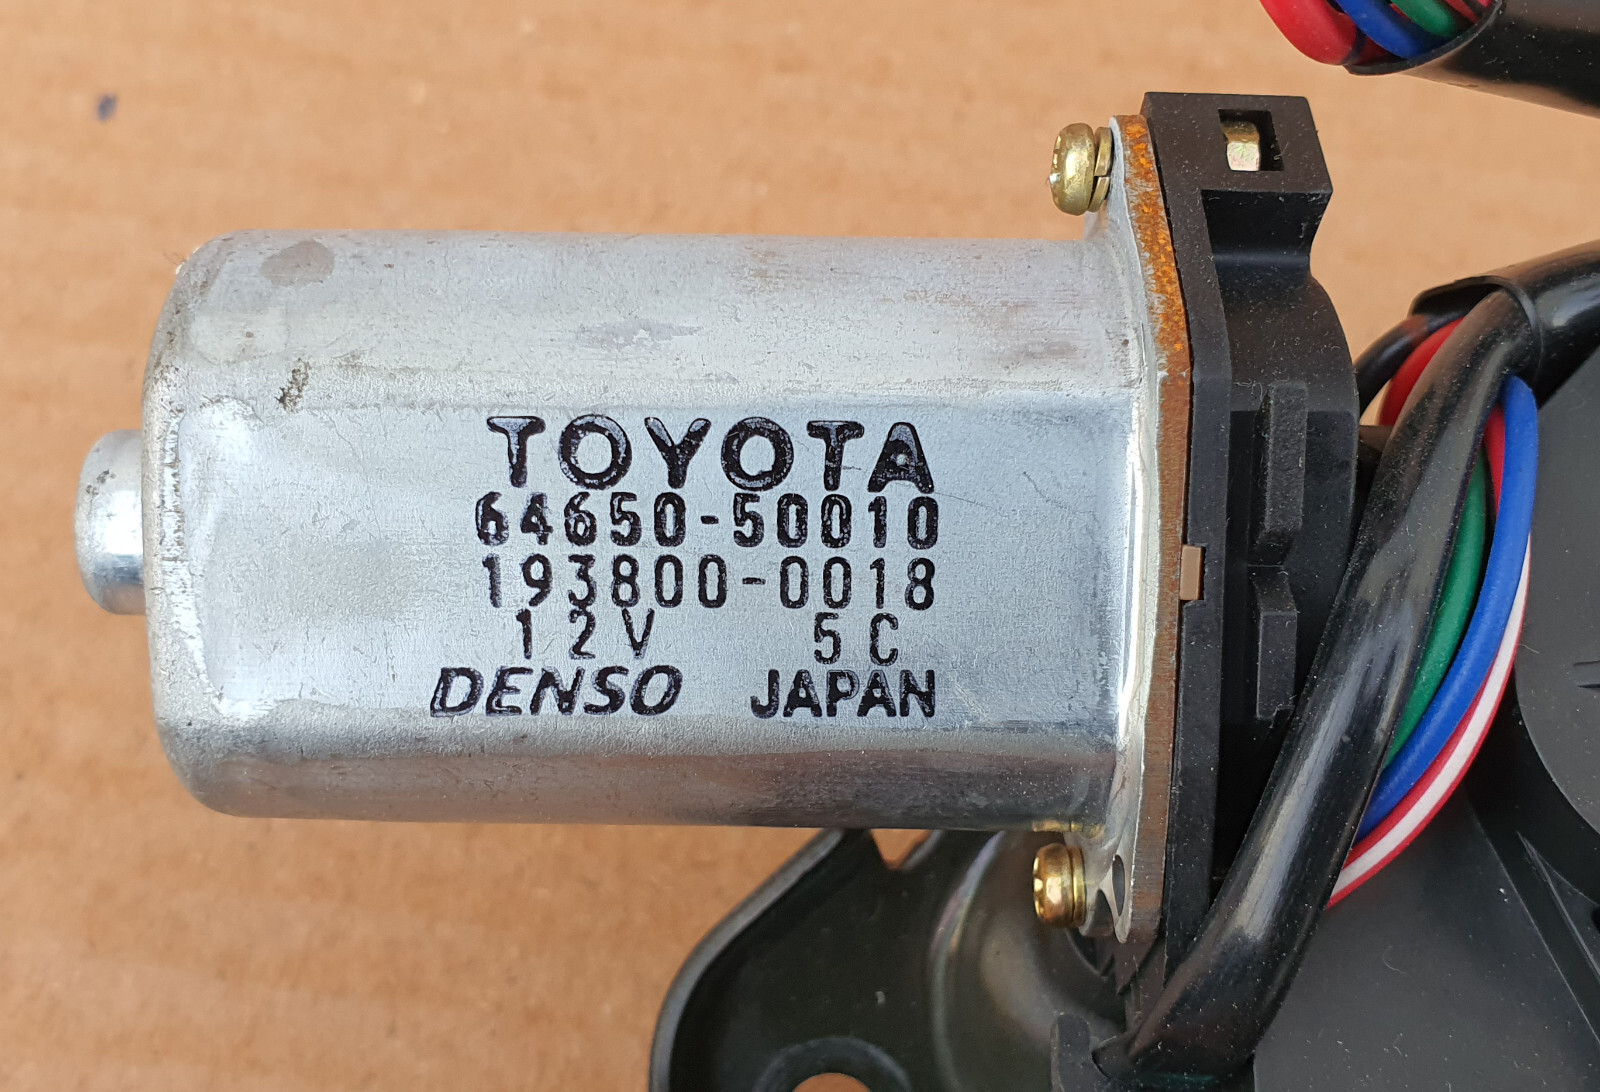 TOYOTA
64650-50010
193800-0018
12V 5C
DENSO JAPAN